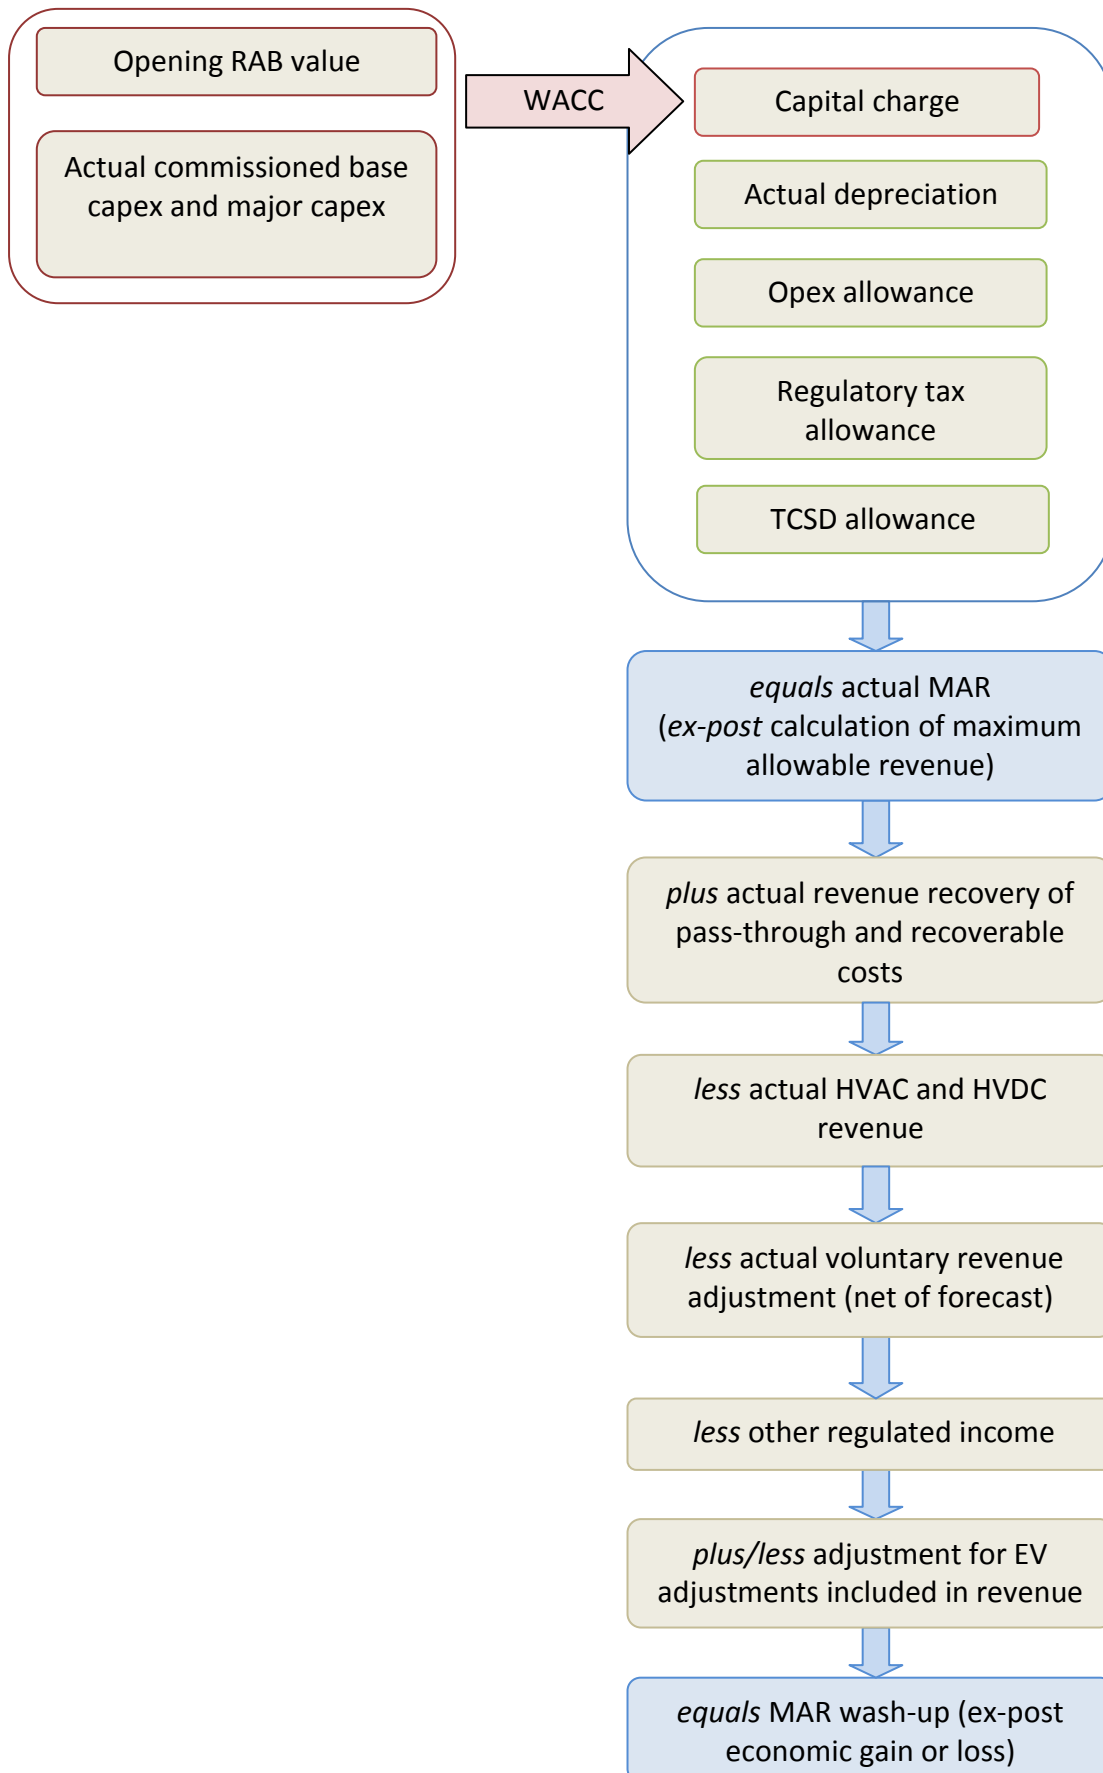 Opening RAB value
Actual commissioned base
capex and major capex
WACC
Capital charge
Actual depreciation
Opex allowance
Regulatory tax
allowance
TCSD allowance
equals actual MAR
(ex-post calculation of maximum
allowable revenue)
plus actual revenue recovery of
pass-through and recoverable
costs
less actual HVAC and HVDC
revenue
less actual voluntary revenue
adjustment (net of forecast)
less other regulated income
plus/less adjustment for EV
adjustments included in revenue
equals MAR wash-up (ex-post
economic gain or loss)